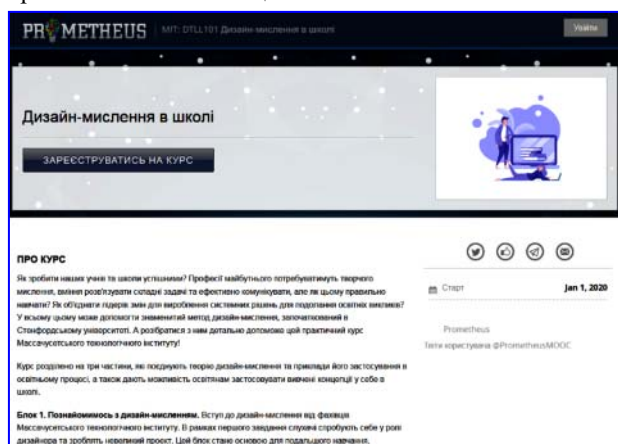 PROMETHEUS
MIT: DTLL101 Дизайн-мислення в школі
Увійти
Дизайн-мислення в школі
ЗАРЕЄСТРУВАТИСЬ НА КУРС
ПРО КУРС
Як зробити наших учнів та школи успішними? Професії майбутнього потребуватимуть творчого
мислення, вміння розв'язувати складні задачі та ефективно комунікувати, але як цьому правильно
навчати? Як об'єднати лідерів змін для вироблення системних рішень для подолання освітніх викликів?
У всьому цьому може допомогти знаменитий метод дизайн-мислення, започаткований в
Стенфордському університеті. А розібратися з ним детально допоможе цей практичний курс
Массачусетського технологічного інституту!
Курс розділено на три частини, які поєднують теорію дизайн-мислення та приклади його застосування в
освітньому процесі, а також дають можливість освітянам застосовувати вивчені концепції у себе в
школі.
Блок 1. Познайомимось з дизайн-мисленням. Вступ до дизайн-мислення від фахівців
Массачусетського технологічного інституту. В рамках першого завдання слухачі спробують себе у ролі
дизайнера та зроблять невеликий проект. Цей блок стане основою для подальшого навчання.
Старт
Jan 1, 2020
Prometheus
Твіти користувача @PrometheusMOOC